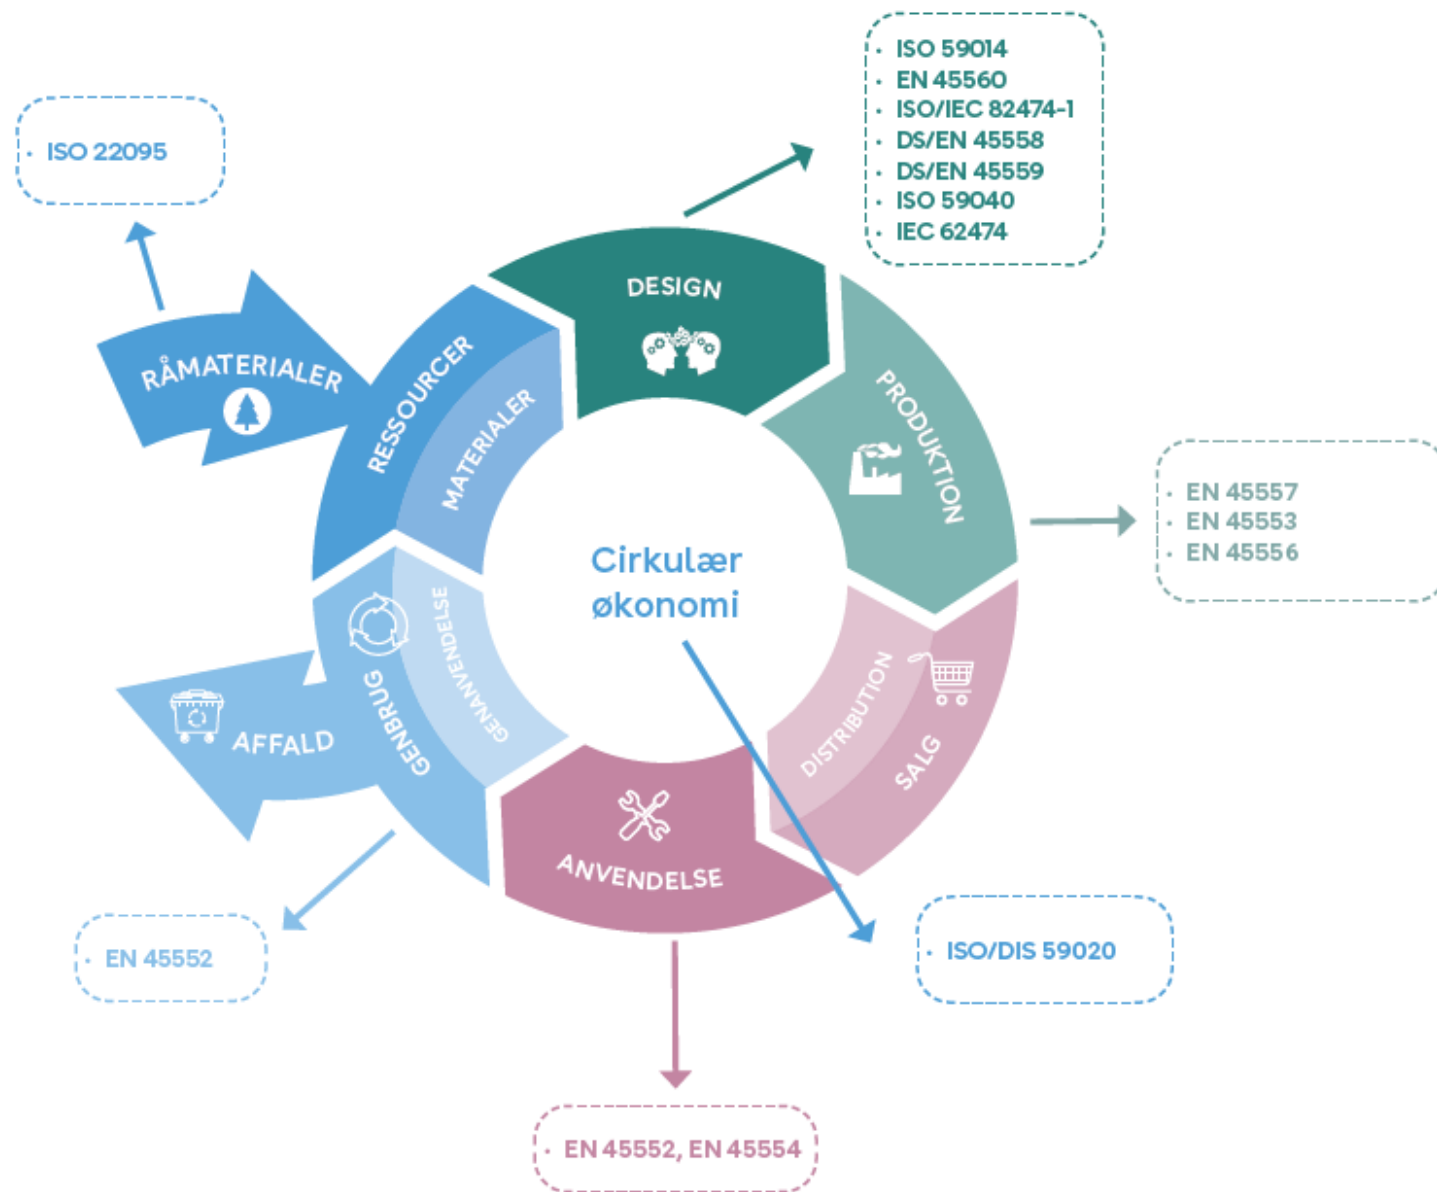 · ISO 59014
· EN 45560
· ISO/IEC 82474-1
· DS/EN 45558
· DS/EN 45559
· ISO 59040
· IEC 62474
· ISO 22095
DESIGN
RÅMATERIALER
RESSOURCER
MATERIALER
PRODUKTION
· EN 45557
· EN 45553
· EN 45556
Cirkulær
økonomi
GENANVENDELSE
GENBRUG
AFFALD
DISTRIBUTION
SALG
ANVENDELSE
· EN 45552
· ISO/DIS 59020
· EN 45552, EN 45554